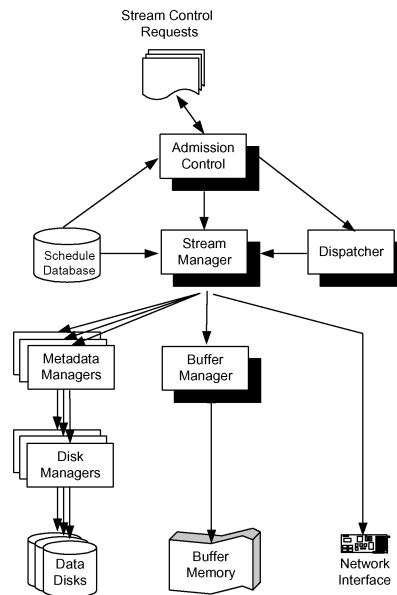 Stream Control
Requests
Admission
Control
Schedule
Database
Stream
Manager
Dispatcher
Metadata
Managers
Buffer
Manager
Disk
Managers
Data
Disks
Buffer
Memory
Network
Interface